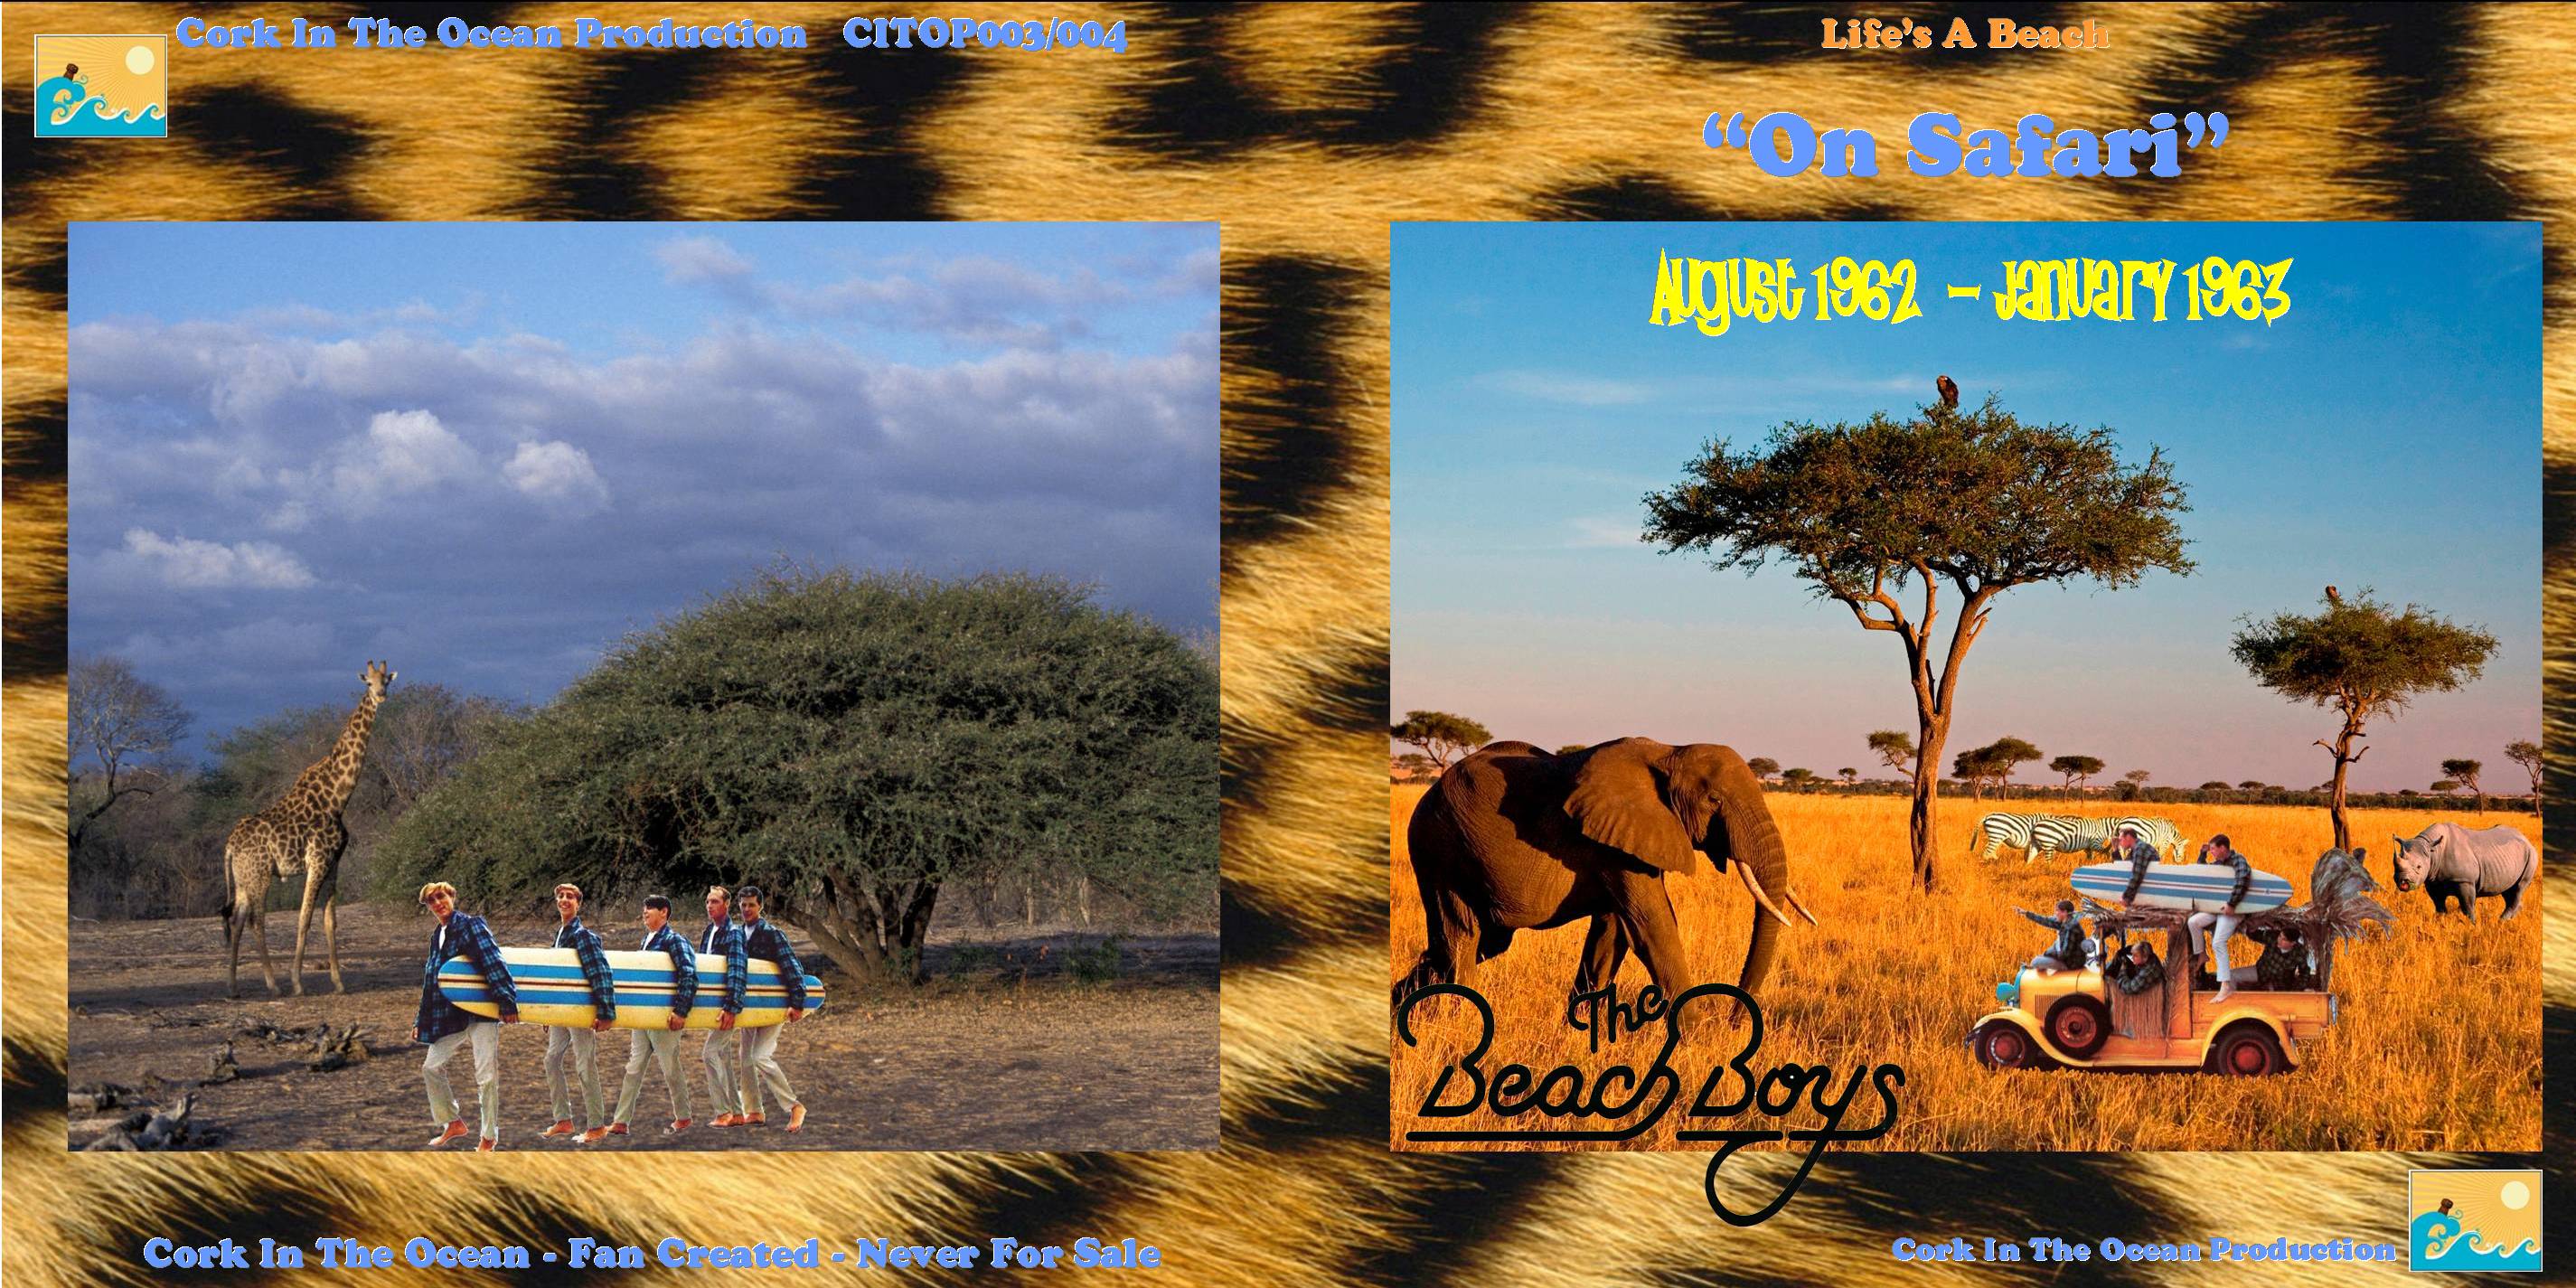 Cork In The Ocean Production   CITOP003/004
Life’s A Beach
“On Safari”
August 1962 – January 1963
The
Beach Boys
Cork In The Ocean - Fan Created - Never For Sale
Cork In The Ocean Production